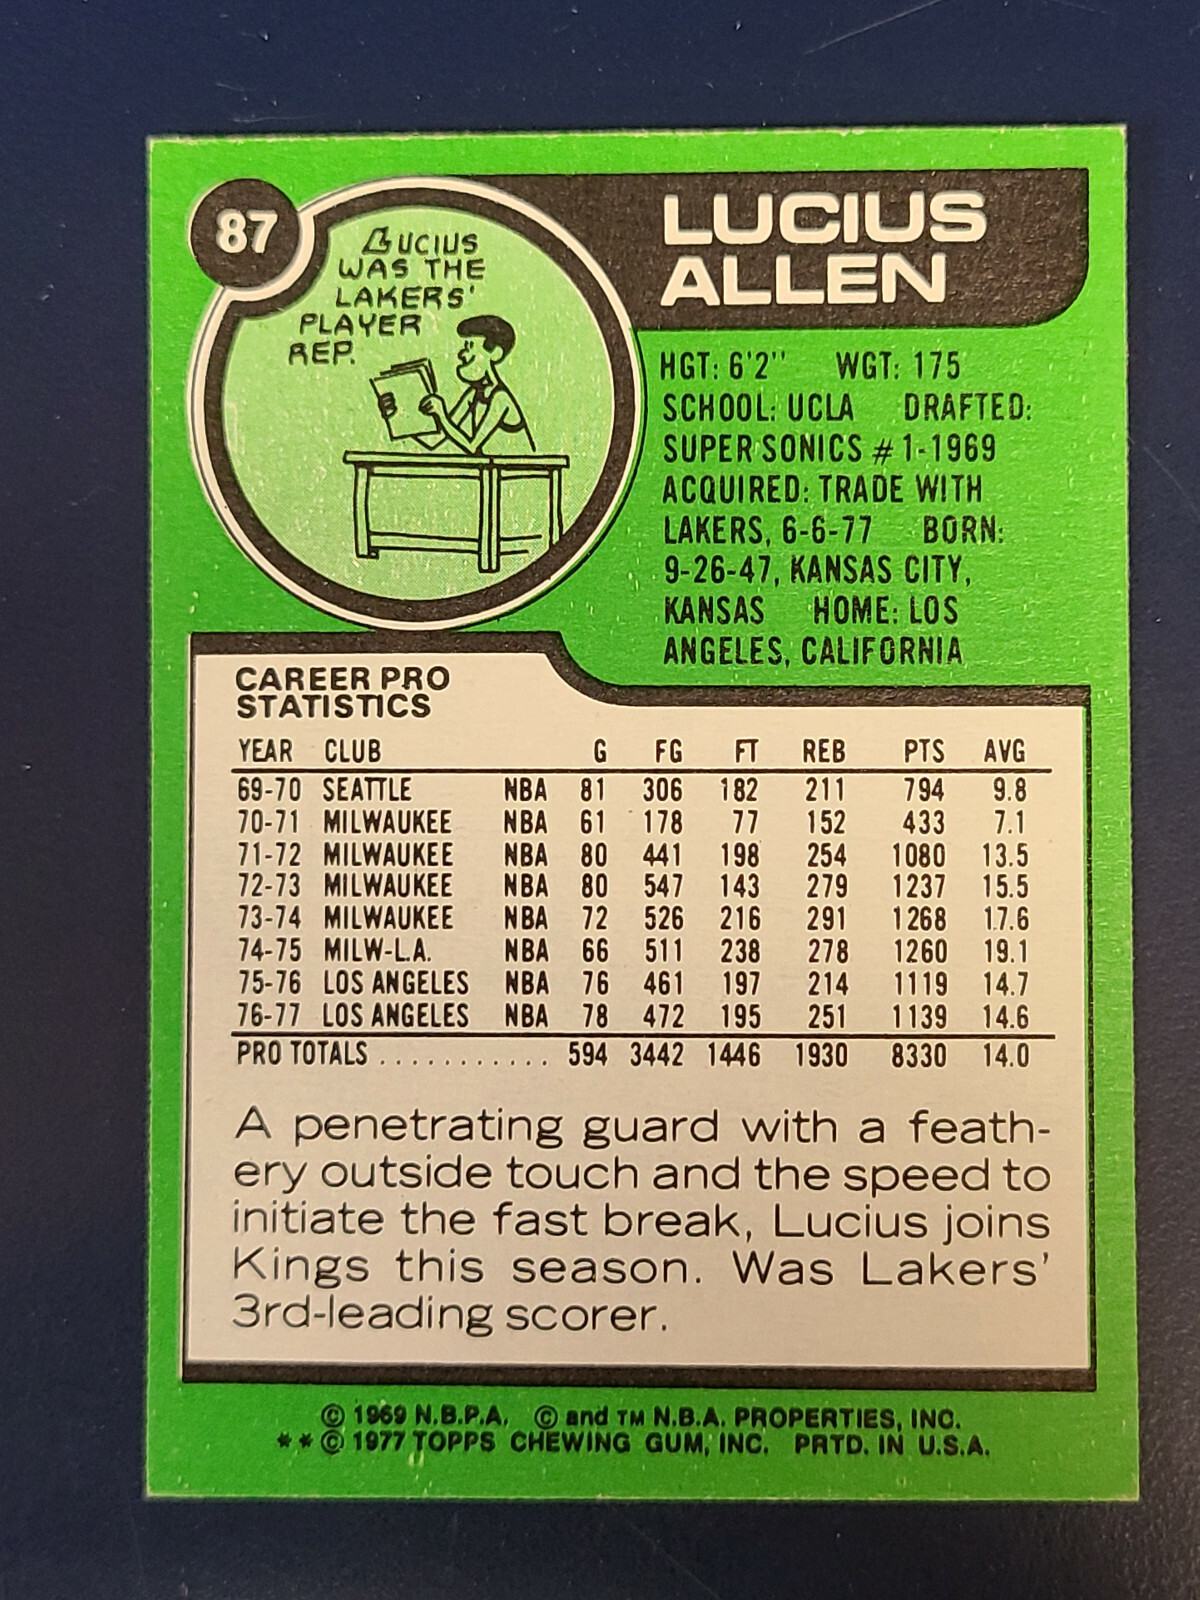 87
LUCIUS
WAS THE
LAKERS'
PLAYER
REP.
LUCIUS
ALLEN
HGT: 6'2" WGT: 175
SCHOOL: UCLA DRAFTED:
SUPER SONICS #1-1969
ACQUIRED: TRADE WITH
LAKERS, 6-6-77 BORN:
9-26-47, KANSAS CITY,
KANSAS HOME: LOS
ANGELES, CALIFORNIA
CAREER PRO
STATISTICS
YEAR CLUB G FG FT REB PTS AVG
69-70 SEATTLE NBA 81 306 182 211 794 9.8
70-71 MILWAUKEE NBA 61 178 77 152 433 7.1
71-72 MILWAUKEE NBA 80 441 198 254 1080 13.5
72-73 MILWAUKEE NBA 80 547 143 279 1237 15.5
73-74 MILWAUKEE NBA 72 526 216 291 1268 17.6
74-75 MILW-L.A. NBA 66 511 238 278 1260 19.1
75-76 LOS ANGELES NBA 76 461 197 214 1119 14.7
76-77 LOS ANGELES NBA 78 472 195 251 1139 14.6
PRO TOTALS........... 594 3442 1446 1930 8330 14.0
A penetrating guard with a feath-
ery outside touch and the speed to
initiate the fast break, Lucius joins
Kings this season. Was Lakers'
3rd-leading scorer.
© 1969 N.B.P.A. © and TM N.B.A. PROPERTIES, INC.
* * © 1977 TOPPS CHEWING GUM, INC. PRTD. IN U.S.A.